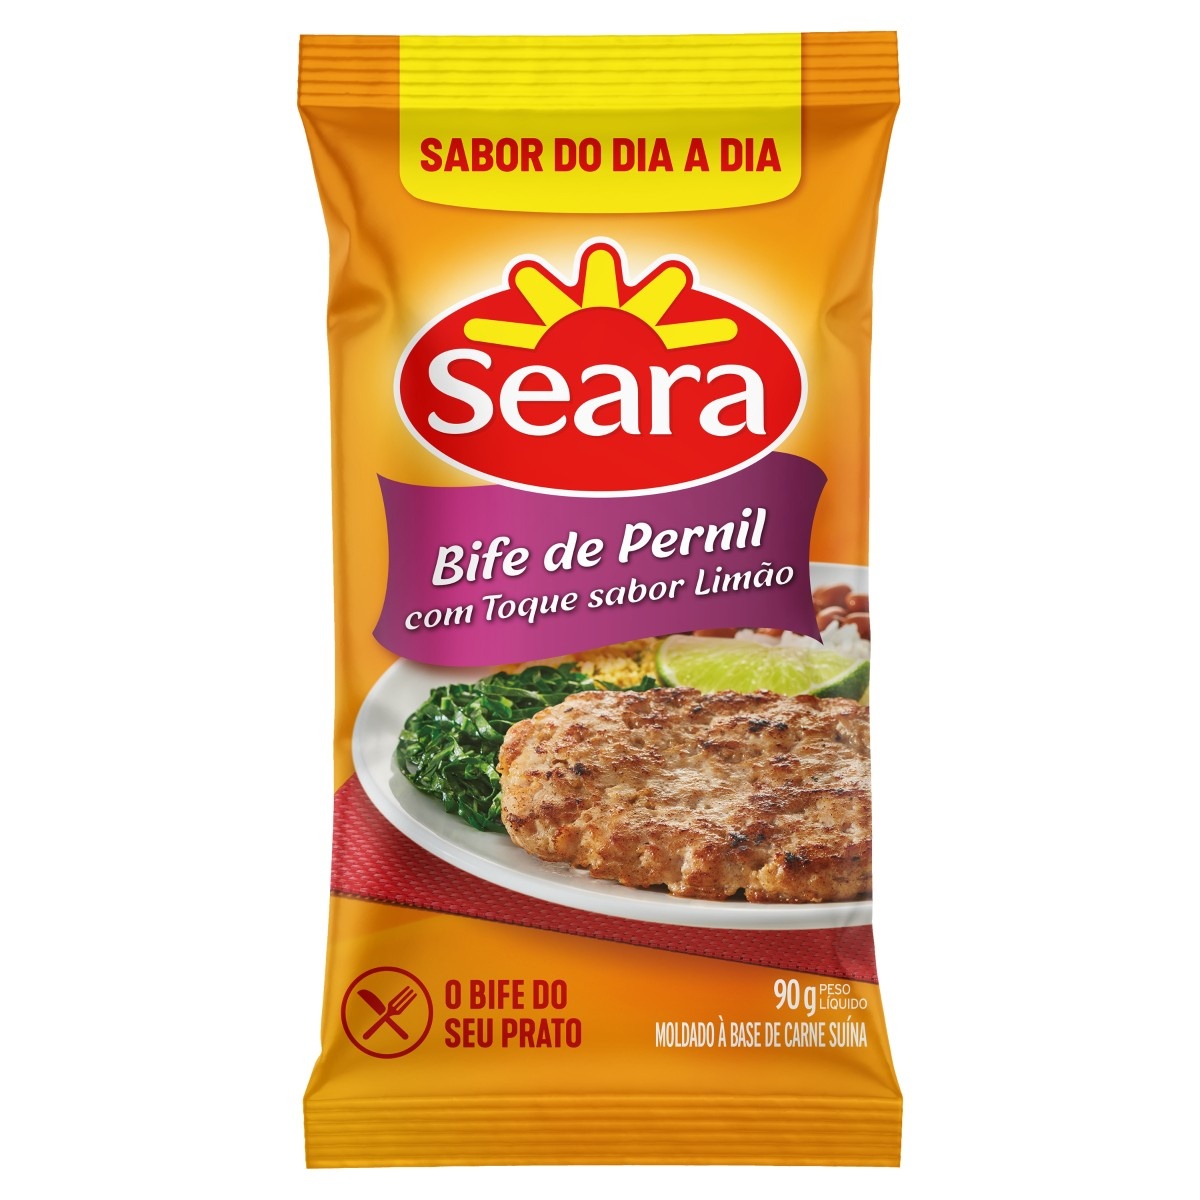 SABOR DO DIA A DIA
Seara
Bife de Pernil
com Toque sabor Limão
O BIFE DO
SEU PRATO
90 g PESO
LÍQUIDO
MOLDADO À BASE DE CARNE SUÍNA